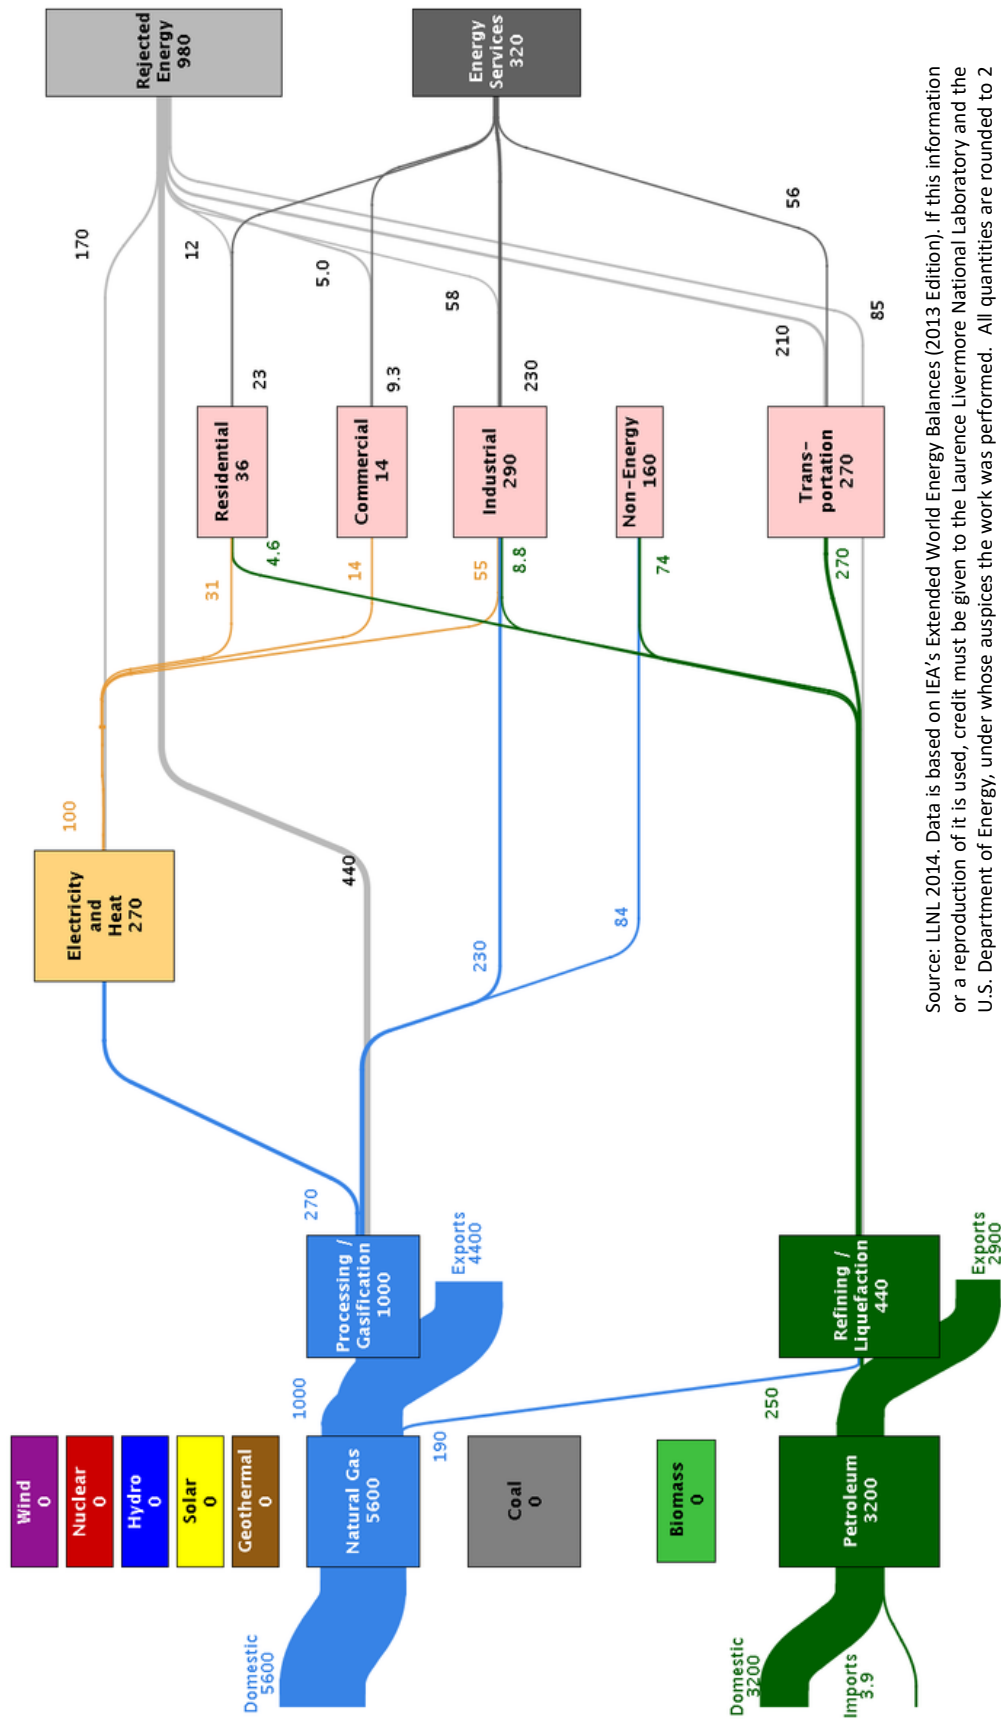 Wind
0
Nuclear
0
Hydro
0
Solar
0
Geothermal
0
Domestic
5600
Natural Gas
5600
1000
190
Processing /
Gasification
1000
Exports
4400
270
Coal
0
Biomass
0
Domestic
3200
Imports
3.9
Petroleum
3200
250
Refining /
Liquefaction
440
Exports
2900
Electricity
and
Heat
270
100
440
230
84
31
14
55
4.6
8.8
74
270
Residential
36
Commercial
14
Industrial
290
Non-Energy
160
Trans-
portation
270
170
12
5.0
58
23
9.3
230
210
85
56
Rejected
Energy
980
Energy
Services
320
Source: LLNL 2014. Data is based on IEA's Extended World Energy Balances (2013 Edition). If this information
or a reproduction of it is used, credit must be given to the Laurence Livermore National Laboratory and the
U.S. Department of Energy, under whose auspices the work was performed. All quantities are rounded to 2